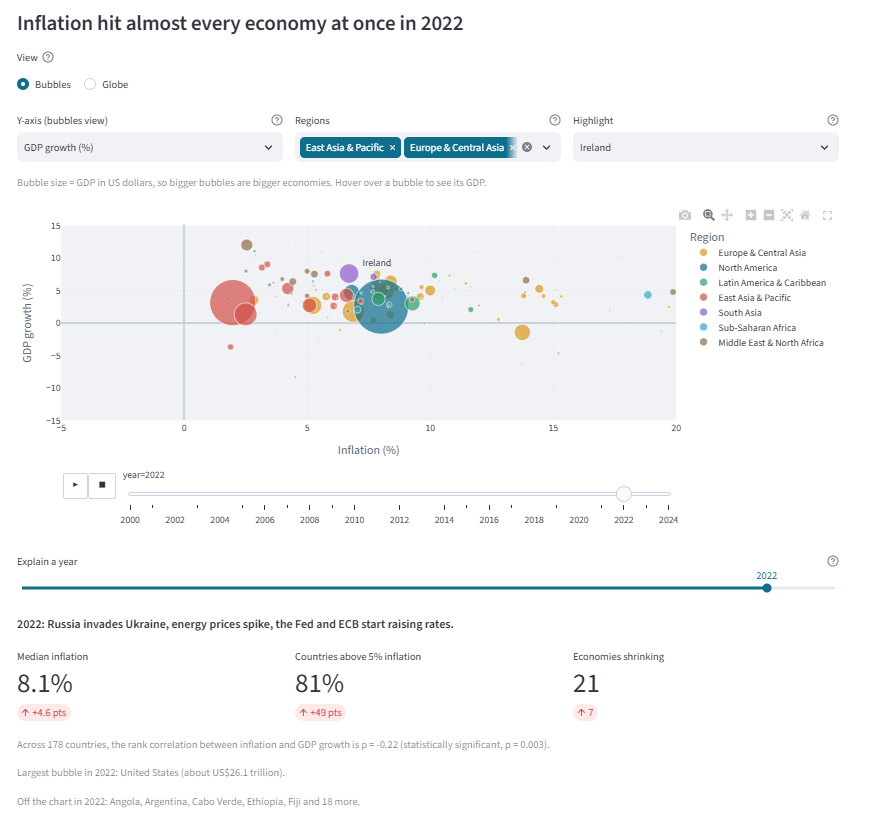 Inflation hit almost every economy at once in 2022
View
Bubbles Globe
Y-axis (bubbles view) Regions Highlight
GDP growth (%) East Asia & Pacific × Europe & Central Asia × Ireland
Bubble size = GDP in US dollars, so bigger bubbles are bigger economies. Hover over a bubble to see its GDP.
Region
Europe & Central Asia
North America
Latin America & Caribbean
East Asia & Pacific
South Asia
Sub-Saharan Africa
Middle East & North Africa
Ireland
GDP growth (%)
15
10
5
0
−5
−10
−15
−5 0 5 10 15 20
Inflation (%)
year=2022
2000 2002 2004 2006 2008 2010 2012 2014 2016 2018 2020 2022 2024
Explain a year
2022
2022: Russia invades Ukraine, energy prices spike, the Fed and ECB start raising rates.
Median inflation Countries above 5% inflation Economies shrinking
8.1% 81% 21
↑ +4.6 pts ↑ +49 pts ↑ 7
Across 178 countries, the rank correlation between inflation and GDP growth is ρ = -0.22 (statistically significant, p = 0.003).
Largest bubble in 2022: United States (about US$26.1 trillion).
Off the chart in 2022: Angola, Argentina, Cabo Verde, Ethiopia, Fiji and 18 more.